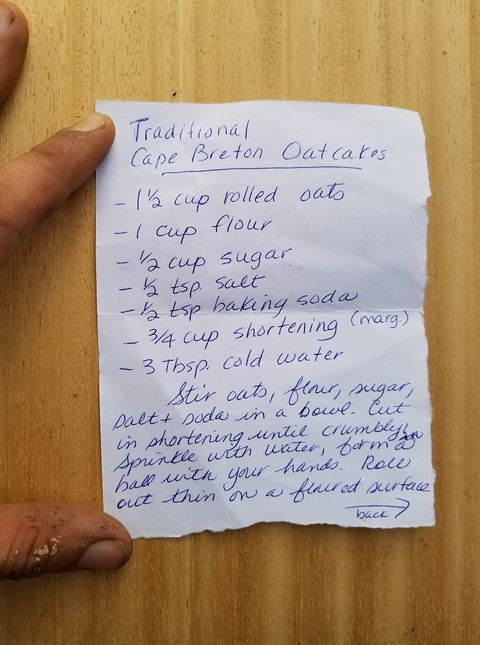 Traditional
Cape Breton Oatcakes
- 1 1/2 cup rolled oats
- 1 cup flour
- 1/2 cup sugar
- 1/2 tsp salt
- 1/2 tsp baking soda
- 3/4 cup shortening (marg.)
- 3 Tbsp. cold water
Stir oats, flour, sugar,
salt + soda in a bowl. Cut
in shortening until crumbly,
Sprinkle with water, form a
ball with your hands. Roll
out thin on a floured surface
back →